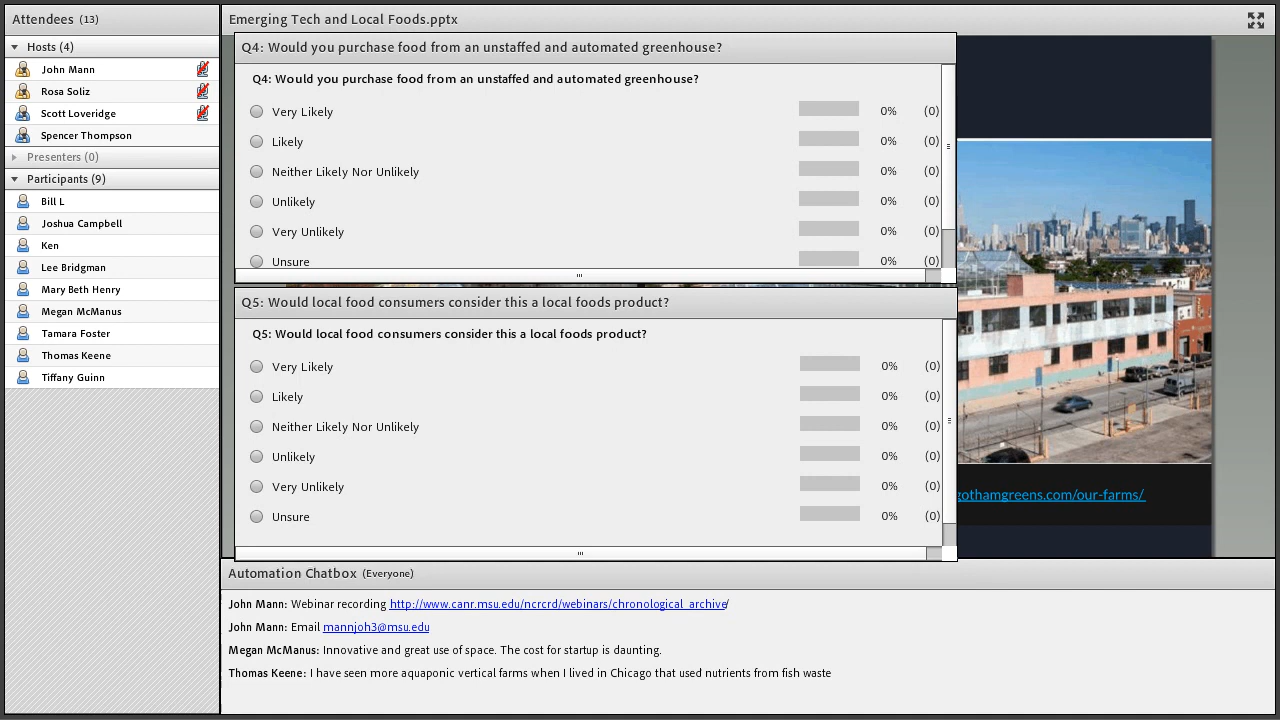 Attendees (13)
Hosts (4)
John Mann
Rosa Soliz
Scott Loveridge
Spencer Thompson
Presenters (0)
Participants (9)
Bill L
Joshua Campbell
Ken
Lee Bridgman
Mary Beth Henry
Megan McManus
Tamara Foster
Thomas Keene
Tiffany Guinn
Emerging Tech and Local Foods.pptx
Q4: Would you purchase food from an unstaffed and automated greenhouse?
Q4: Would you purchase food from an unstaffed and automated greenhouse?
Very Likely 0% (0)
Likely 0% (0)
Neither Likely Nor Unlikely 0% (0)
Unlikely 0% (0)
Very Unlikely 0% (0)
Unsure 0% (0)
Q5: Would local food consumers consider this a local foods product?
Q5: Would local food consumers consider this a local foods product?
Very Likely 0% (0)
Likely 0% (0)
Neither Likely Nor Unlikely 0% (0)
Unlikely 0% (0)
Very Unlikely 0% (0)
Unsure 0% (0)
gothamgreens.com/our-farms/
Automation Chatbox (Everyone)
John Mann: Webinar recording http://www.canr.msu.edu/ncrcrd/webinars/chronological_archive/
John Mann: Email mannjoh3@msu.edu
Megan McManus: Innovative and great use of space. The cost for startup is daunting.
Thomas Keene: I have seen more aquaponic vertical farms when I lived in Chicago that used nutrients from fish waste